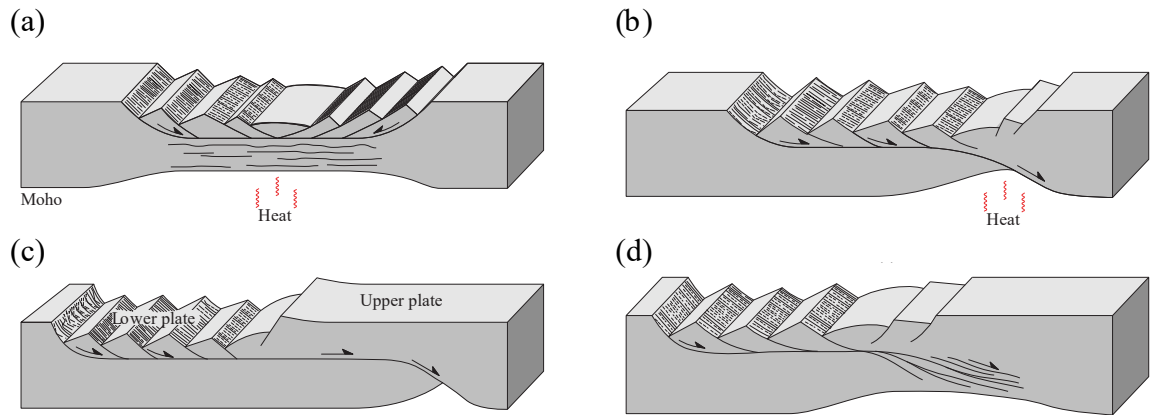 (a)
(b)
Moho
Heat
Heat
(c)
(d)
Lower plate
Upper plate